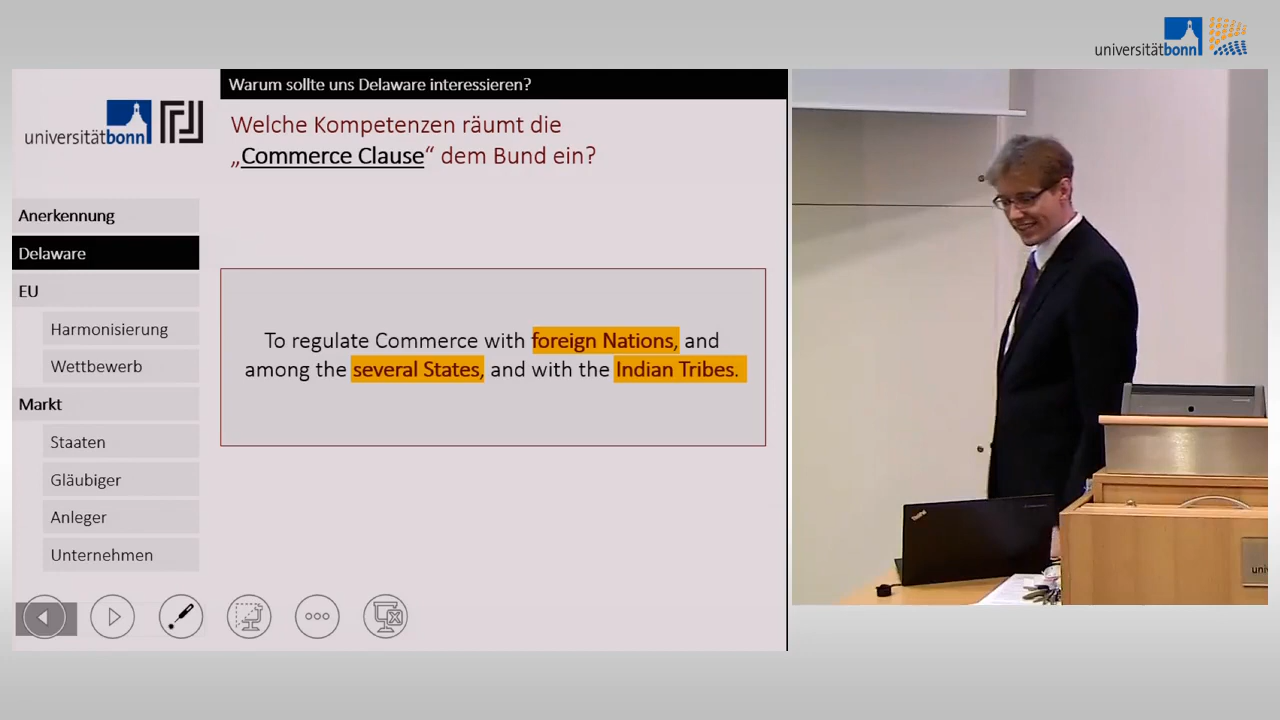 universitätbonn
Warum sollte uns Delaware interessieren?
universitätbonn
Welche Kompetenzen räumt die
„Commerce Clause“ dem Bund ein?
Anerkennung
Delaware
EU
Harmonisierung
Wettbewerb
Markt
Staaten
Gläubiger
Anleger
Unternehmen
To regulate Commerce with foreign Nations, and
among the several States, and with the Indian Tribes.
ThinkPad